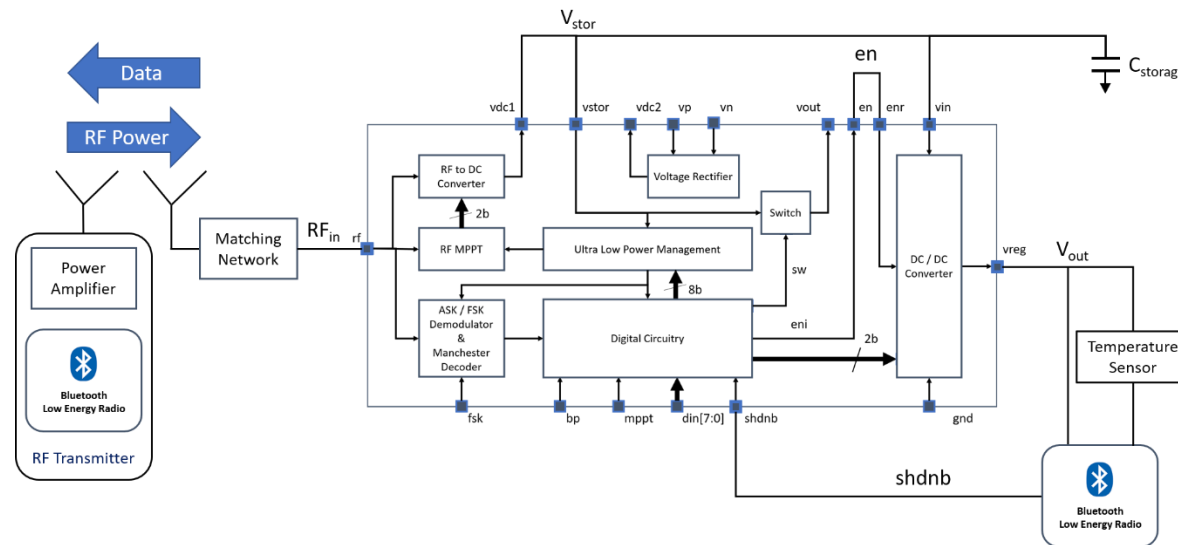 Vstor
en
Cstorag
Data
RF Power
vdc1
vstor
vdc2
vp
vn
vout
en
enr
vin
RF to DC
Converter
Voltage Rectifier
Switch
2b
Matching
Network
RFin
rf
RF MPPT
Ultra Low Power Management
DC / DC
Converter
vreg
Vout
Power
Amplifier
sw
8b
ASK / FSK
Demodulator
&
Manchester
Decoder
Digital Circuitry
eni
2b
Temperature
Sensor
Bluetooth
Low Energy Radio
RF Transmitter
fsk
bp
mppt
din[7:0]
shdnb
gnd
shdnb
Bluetooth
Low Energy Radio